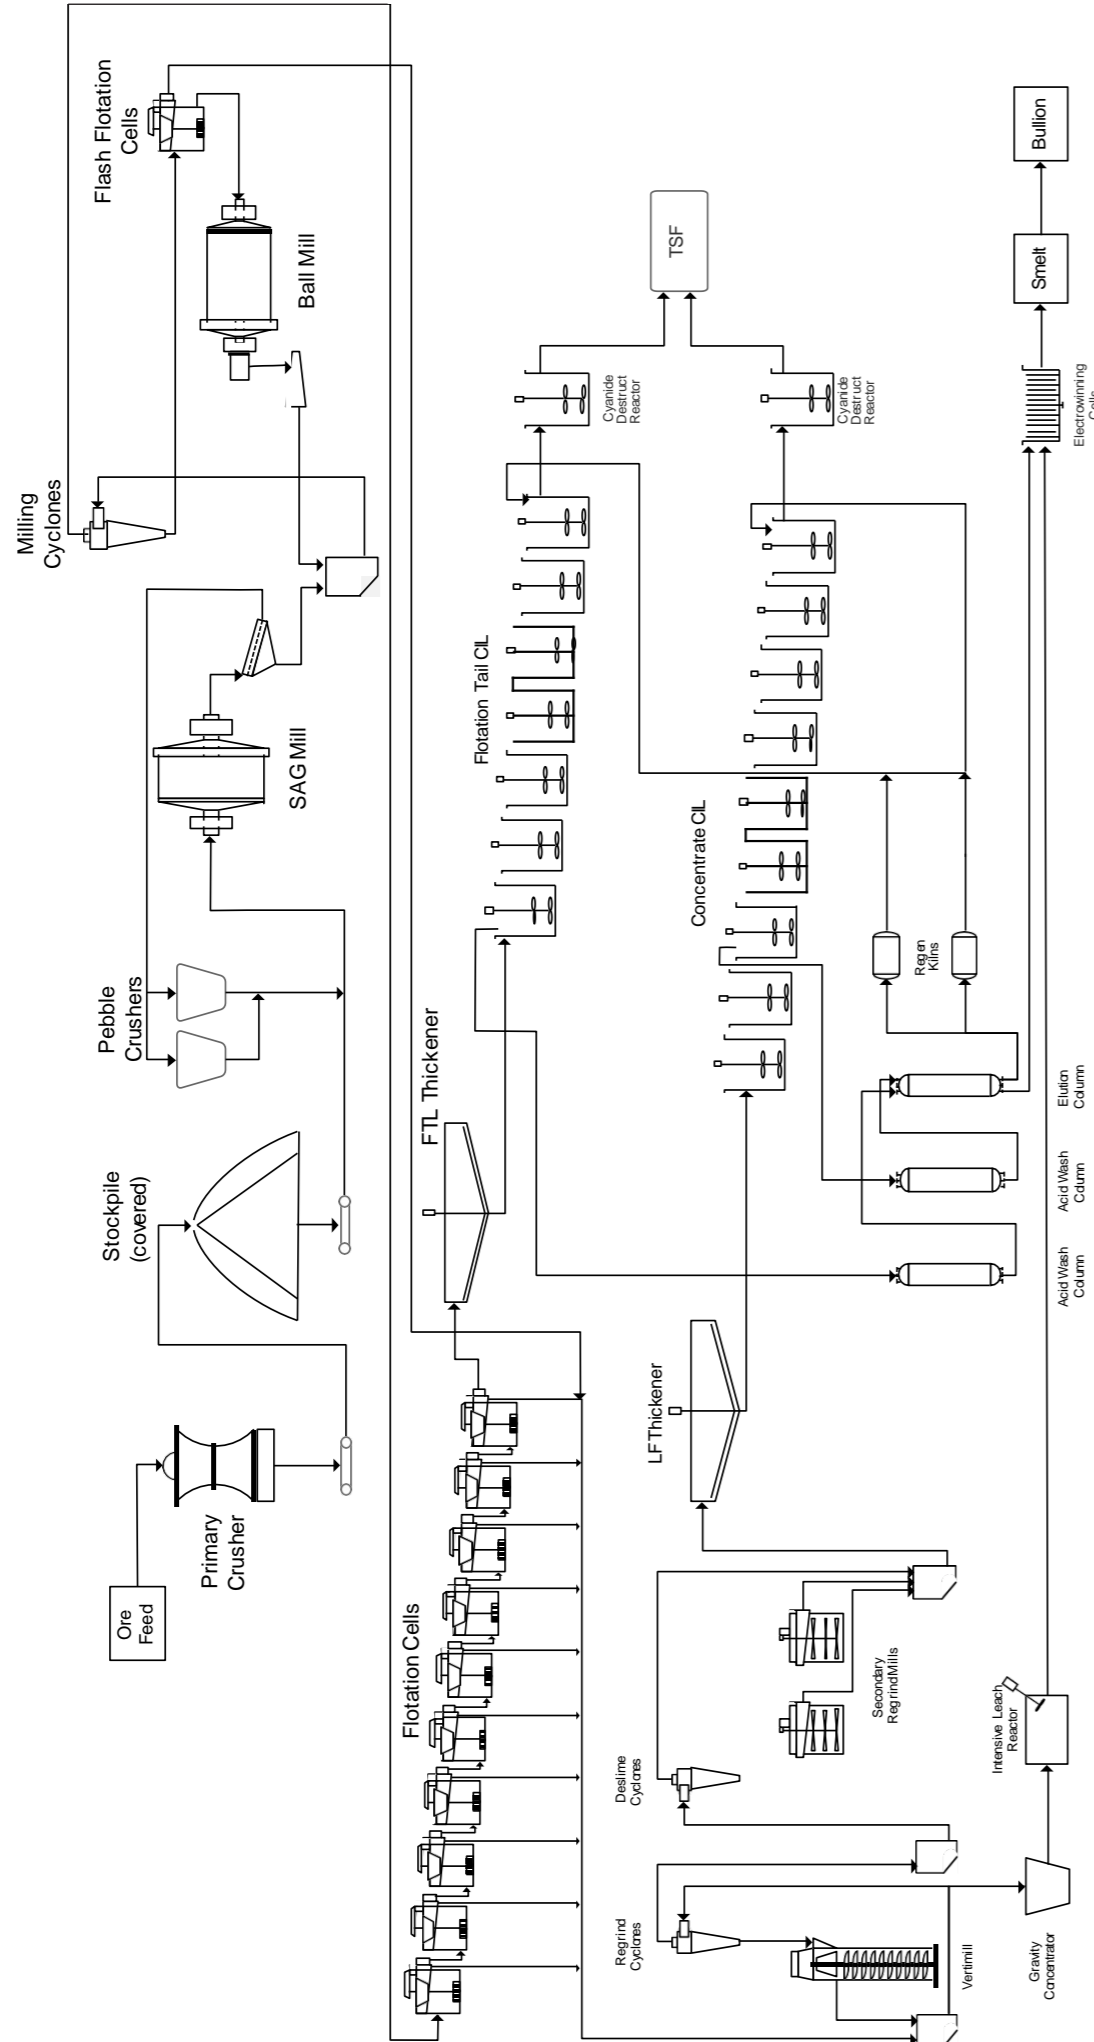 Ore
Feed
Primary
Crusher
Stockpile
(covered)
Pebble
Crushers
SAG Mill
Milling
Cyclones
Flash Flotation
Cells
Ball Mill
Flotation Cells
FTL Thickener
Flotation Tail CIL
Cyanide
Destruct
Reactor
TSF
Regrind
Cyclones
Deslime
Cyclones
Vertimill
Secondary
Regrind Mills
LF Thickener
Concentrate CIL
Cyanide
Destruct
Reactor
Gravity
Concentrator
Intensive Leach
Reactor
Acid Wash
Column
Acid Wash
Column
Elution
Column
Regen
Kilns
Electrowinning
Cells
Smelt
Bullion